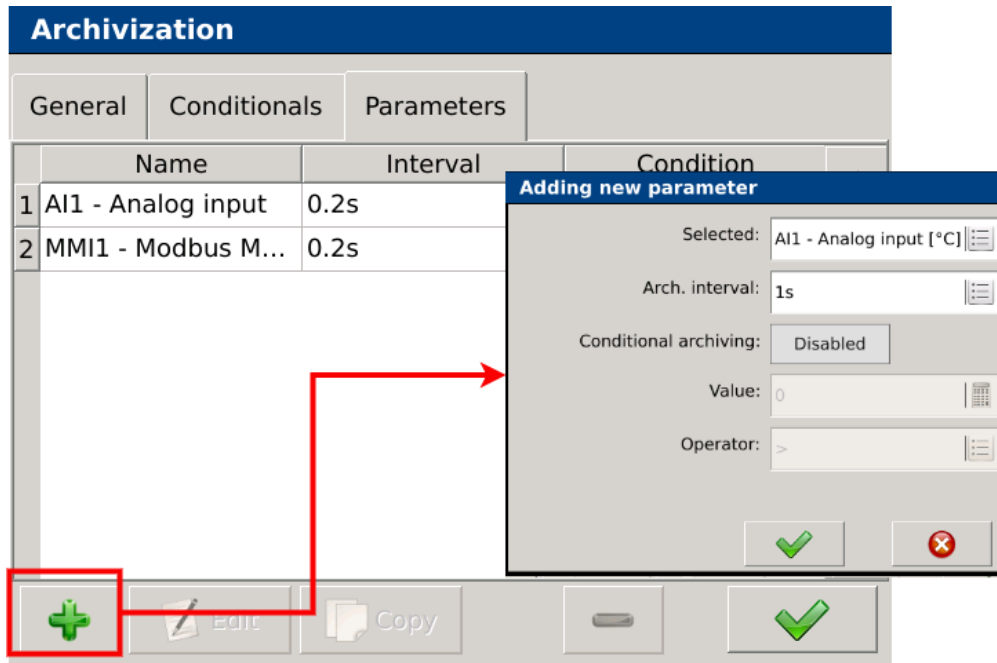 Archivization
General Conditionals Parameters
Name Interval Condition
1 AI1 - Analog input 0.2s
2 MMI1 - Modbus M... 0.2s
Adding new parameter
Selected: AI1 - Analog input [°C]
Arch. interval: 1s
Conditional archiving: Disabled
Value: 0
Operator: >
Edit Copy